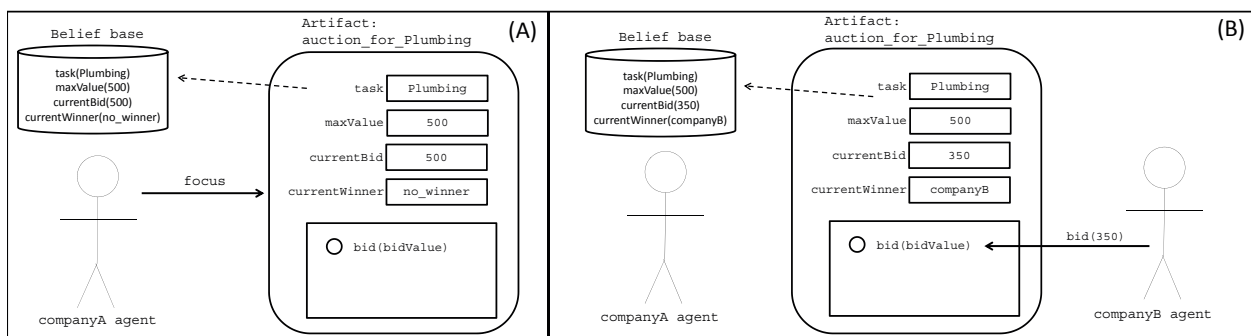 (A)
Belief base
task(Plumbing)
maxValue(500)
currentBid(500)
currentWinner(no_winner)
Artifact:
auction_for_Plumbing
task Plumbing
maxValue 500
currentBid 500
currentWinner no_winner
focus
bid(bidValue)
companyA agent
(B)
Belief base
task(Plumbing)
maxValue(500)
currentBid(350)
currentWinner(companyB)
Artifact:
auction_for_Plumbing
task Plumbing
maxValue 500
currentBid 350
currentWinner companyB
bid(bidValue)
bid(350)
companyA agent
companyB agent